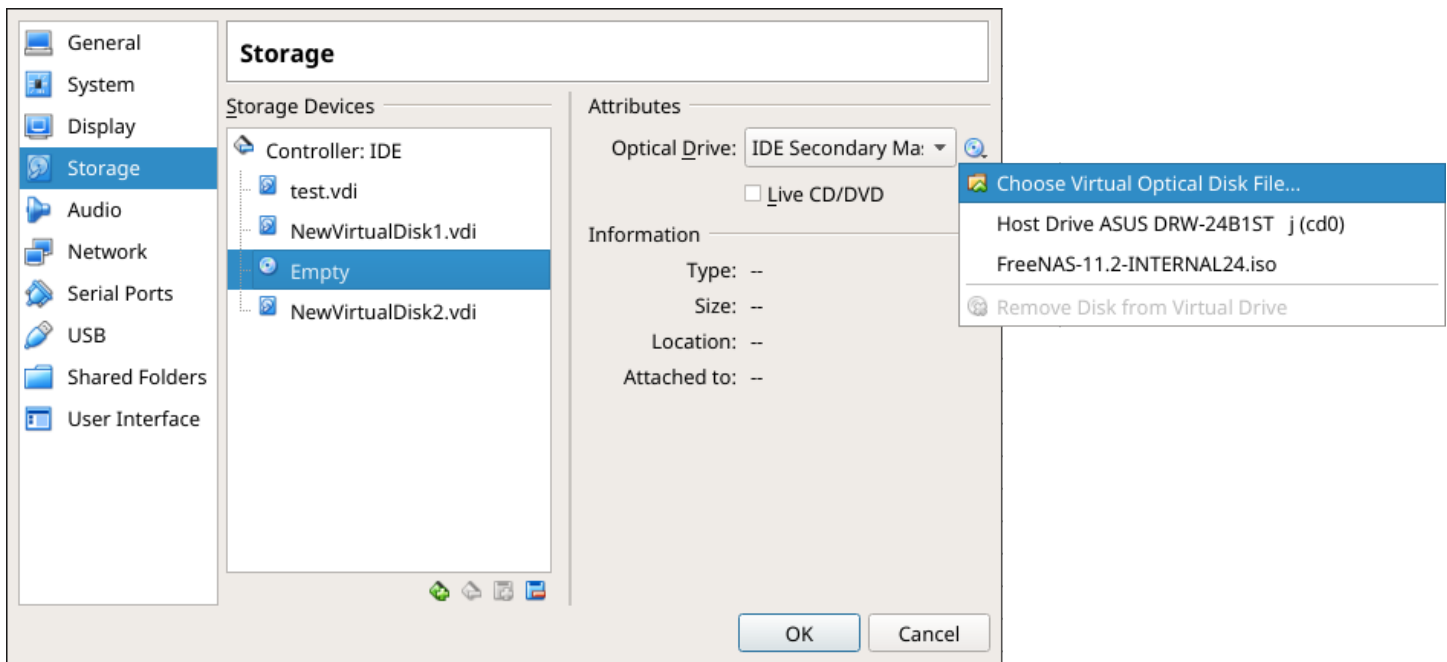 General
System
Display
Storage
Audio
Network
Serial Ports
USB
Shared Folders
User Interface
Storage
Storage Devices
Controller: IDE
test.vdi
NewVirtualDisk1.vdi
Empty
NewVirtualDisk2.vdi
Attributes
Optical Drive: IDE Secondary Ma:
Live CD/DVD
Information
Type: --
Size: --
Location: --
Attached to: --
Choose Virtual Optical Disk File...
Host Drive ASUS DRW-24B1ST j (cd0)
FreeNAS-11.2-INTERNAL24.iso
Remove Disk from Virtual Drive
OK Cancel